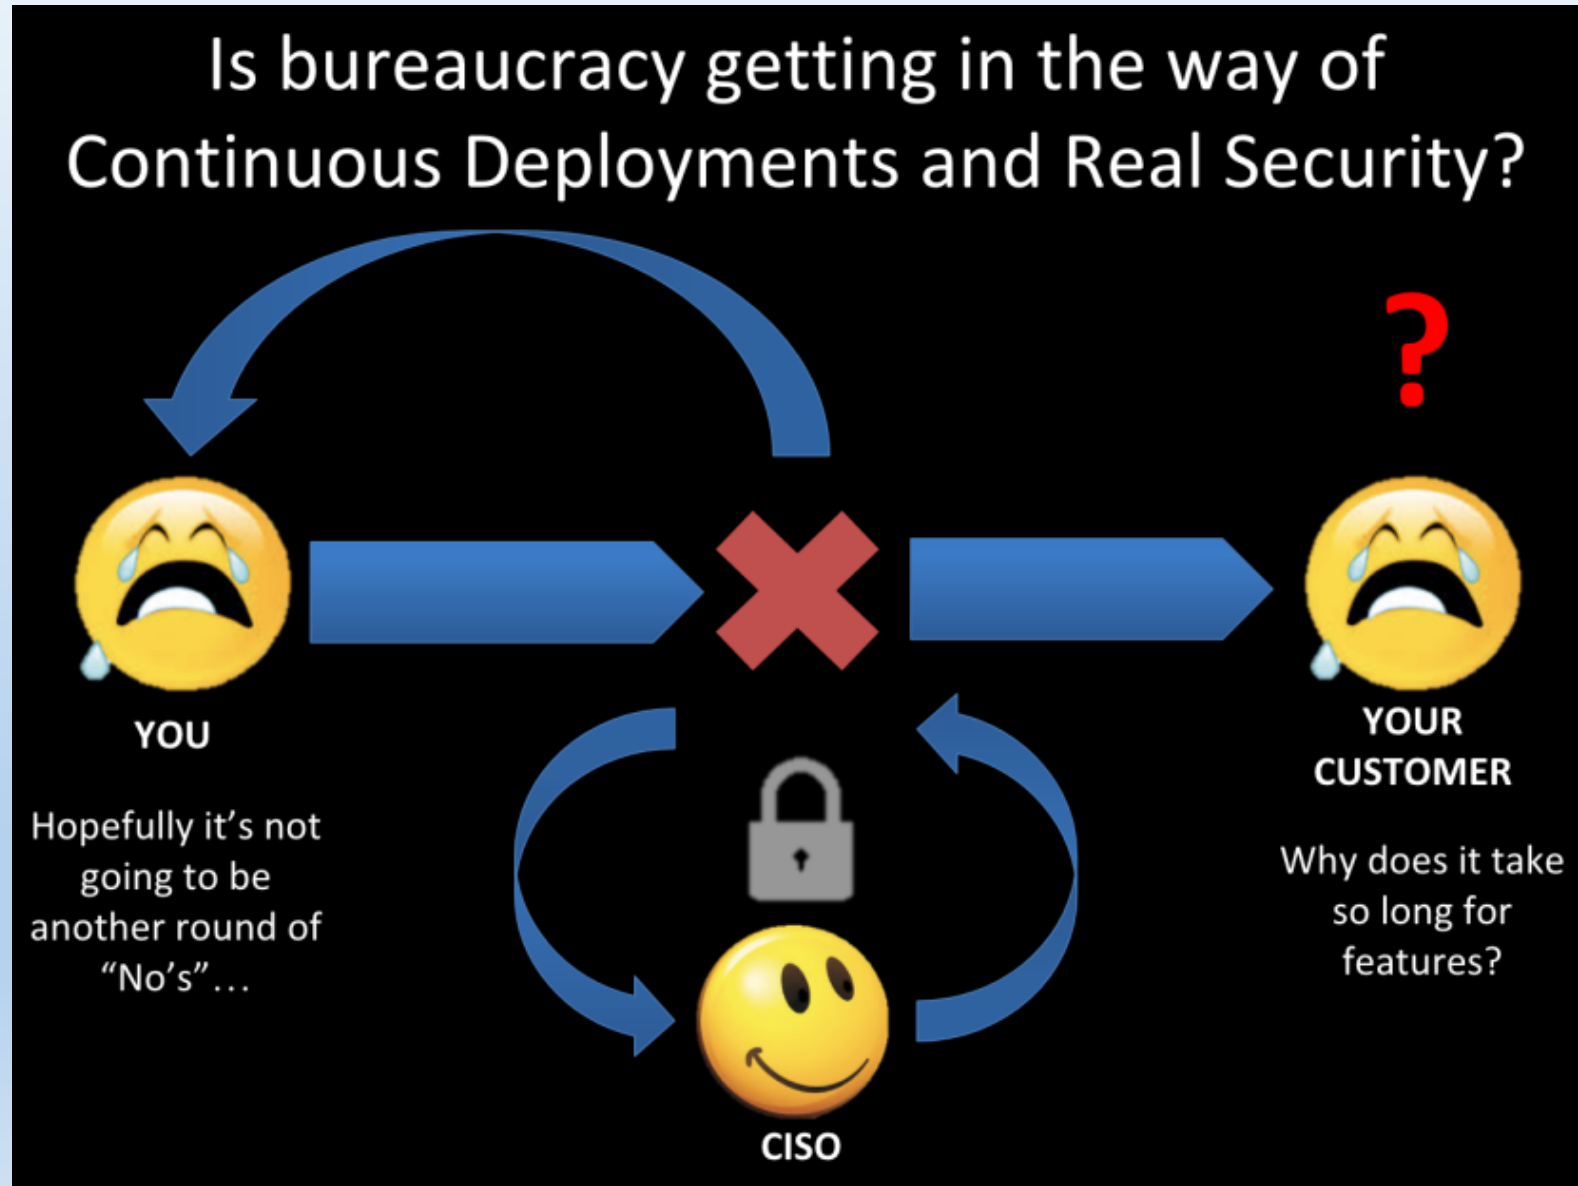 Is bureaucracy getting in the way of
Continuous Deployments and Real Security?
?
YOU
Hopefully it’s not
going to be
another round of
“No’s”…
YOUR
CUSTOMER
Why does it take
so long for
features?
CISO